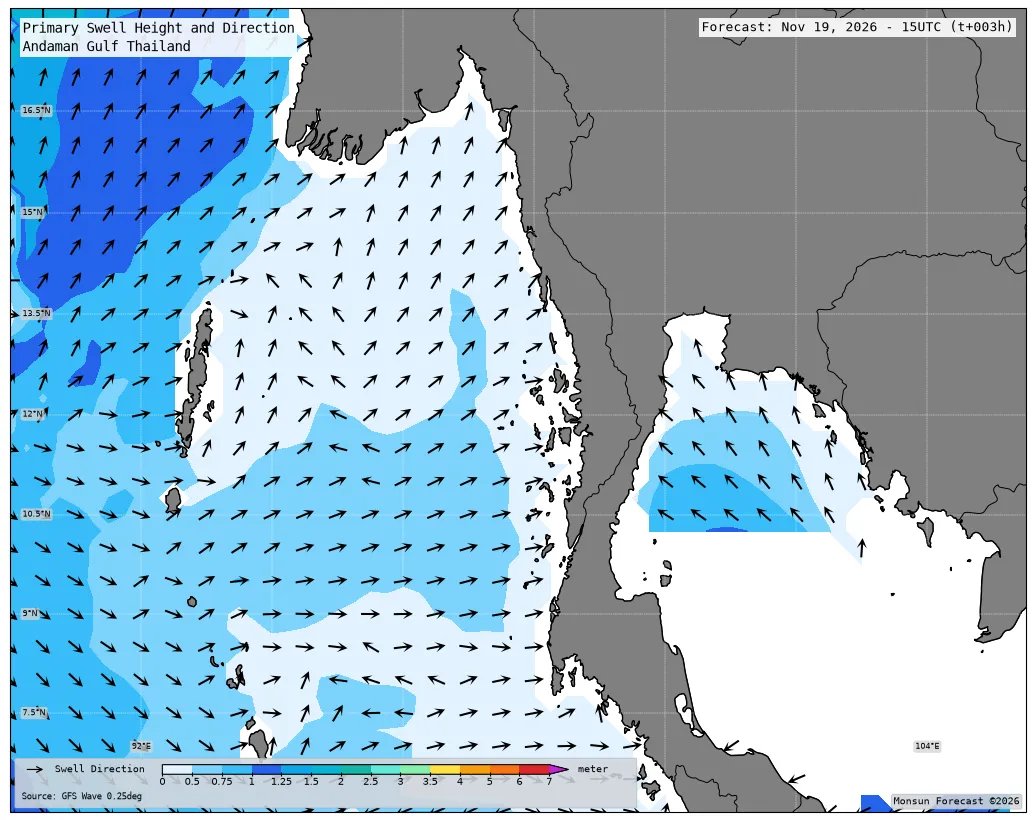 Primary Swell Height and Direction
Andaman Gulf Thailand
Forecast: Nov 19, 2026 - 15UTC (t+003h)
16.5°N
15°N
13.5°N
12°N
10.5°N
9°N
7.5°N
92°E
104°E
Swell Direction
0 0.5 0.75 1 1.25 1.5 2 2.5 3 3.5 4 5 6 7
meter
Source: GFS Wave 0.25deg
Monsun Forecast ©2026